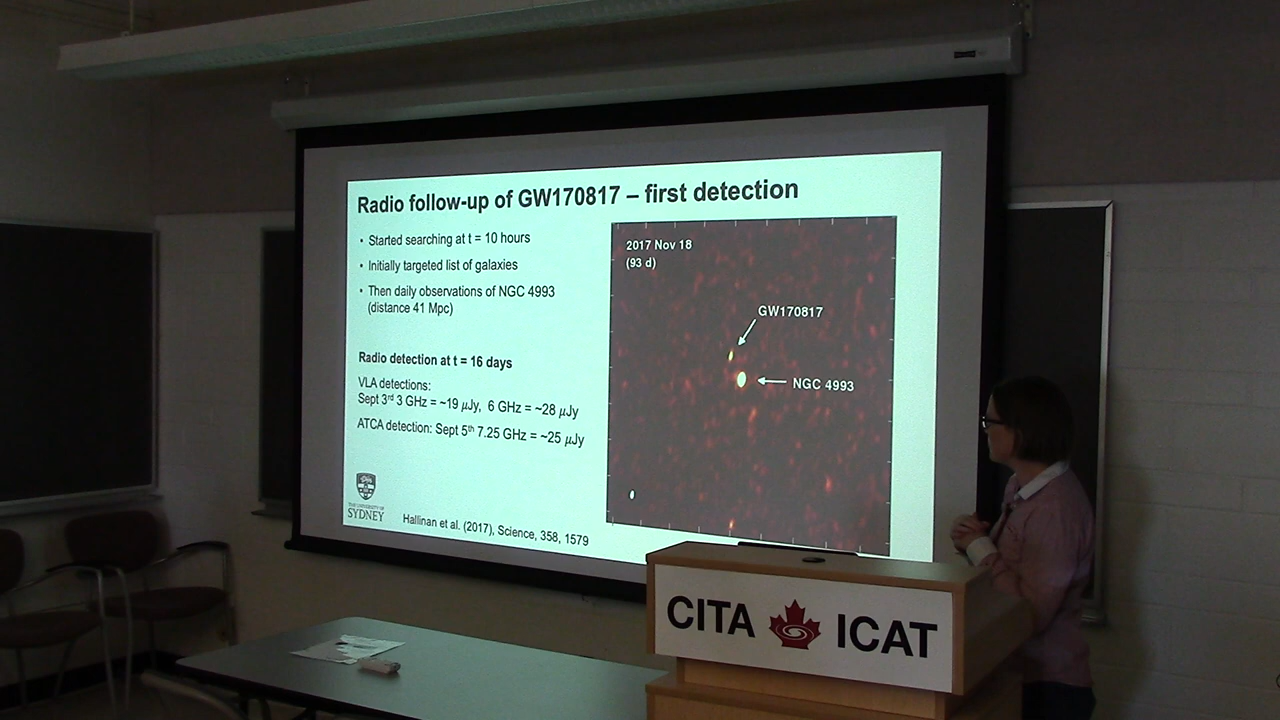 Radio follow-up of GW170817 – first detection
• Started searching at t = 10 hours
• Initially targeted list of galaxies
• Then daily observations of NGC 4993
(distance 41 Mpc)
Radio detection at t = 16 days
VLA detections:
Sept 3rd 3 GHz = ~19 μJy, 6 GHz = ~28 μJy
ATCA detection: Sept 5th 7.25 GHz = ~25 μJy
THE UNIVERSITY OF
SYDNEY
Hallinan et al. (2017), Science, 358, 1579
2017 Nov 18
(93 d)
GW170817
NGC 4993
CITA ICAT